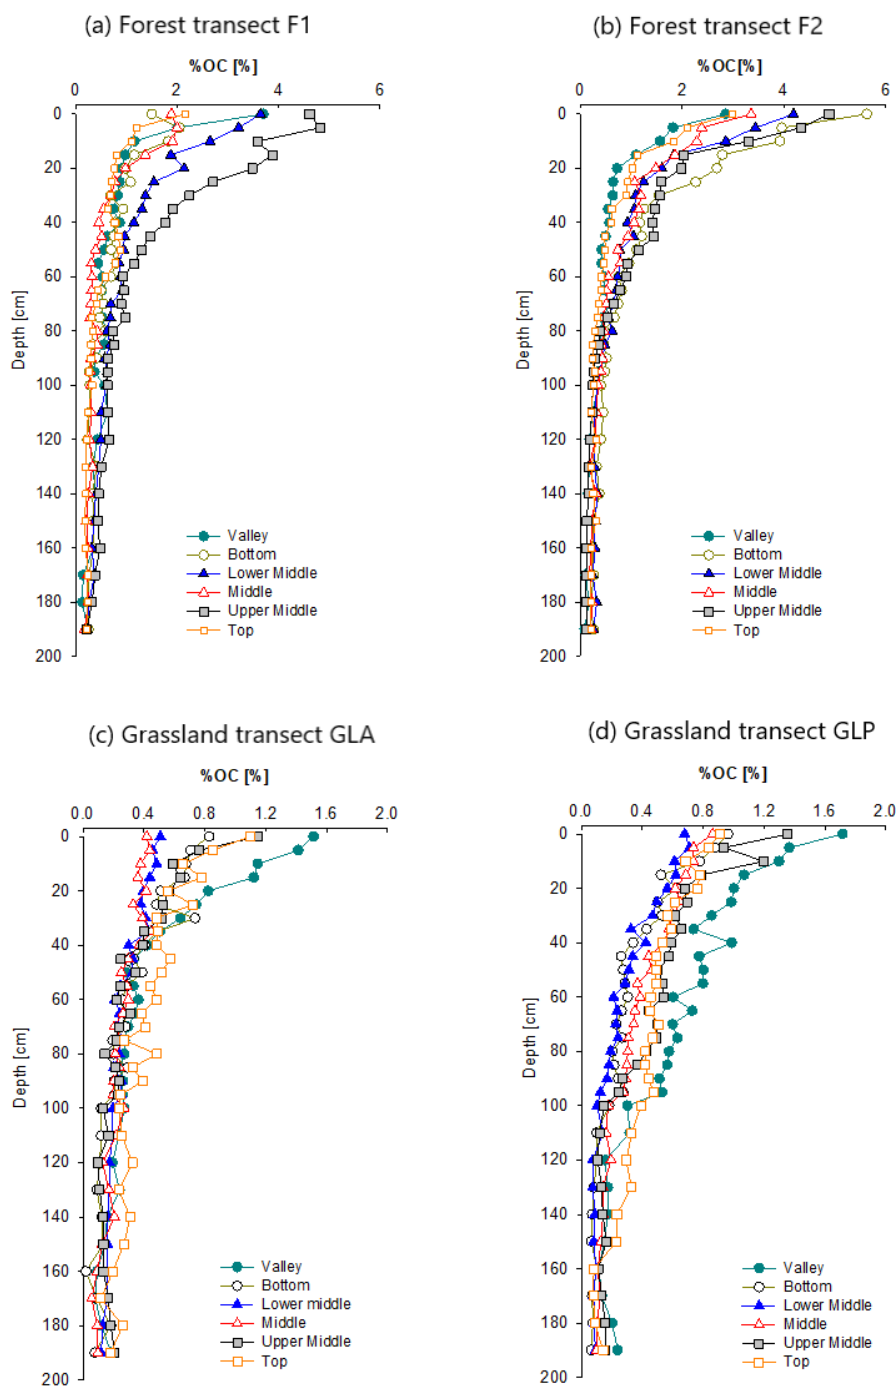 (a) Forest transect F1
%OC [%]
0 2 4 6
Depth [cm]
0
20
40
60
80
100
120
140
160
180
200
Valley
Bottom
Lower Middle
Middle
Upper Middle
Top
(b) Forest transect F2
%OC[%]
0 2 4 6
Depth [cm]
0
20
40
60
80
100
120
140
160
180
200
Valley
Bottom
Lower Middle
Middle
Upper Middle
Top
(c) Grassland transect GLA
%OC [%]
0.0 0.4 0.8 1.2 1.6 2.0
Depth [cm]
0
20
40
60
80
100
120
140
160
180
200
Valley
Bottom
Lower middle
Middle
Upper Middle
Top
(d) Grassland transect GLP
%OC [%]
0.0 0.4 0.8 1.2 1.6 2.0
Depth [cm]
0
20
40
60
80
100
120
140
160
180
200
Valley
Bottom
Lower Middle
Middle
Upper Middle
Top